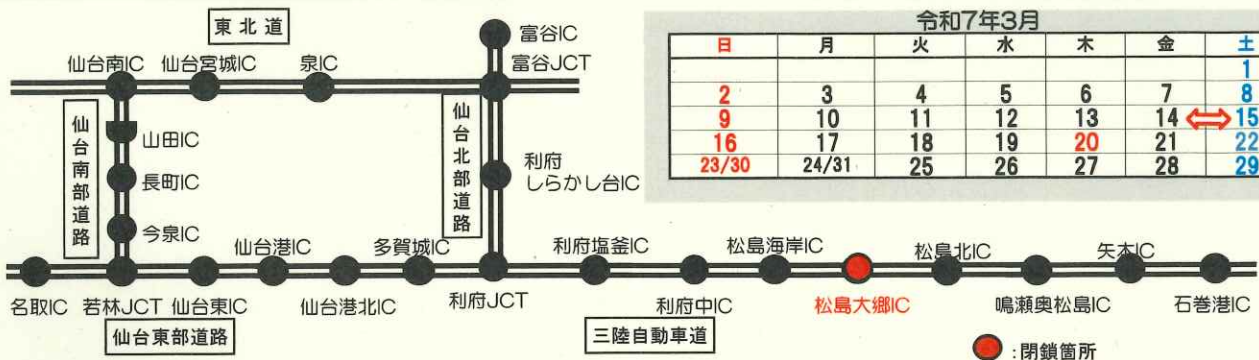 東北道
富谷IC
仙台南IC 仙台宮城IC 泉IC 富谷JCT
仙台南部道路
山田IC
長町IC
今泉IC
仙台北部道路
利府
しらかし台IC
仙台港IC 多賀城IC 利府塩釜IC 松島海岸IC 松島北IC 矢本IC
名取IC 若林JCT 仙台東IC 仙台港北IC 利府JCT 利府中IC 松島大郷IC 鳴瀬奥松島IC 石巻港IC
仙台東部道路
三陸自動車道
:閉鎖箇所
令和7年3月
日 月 火 水 木 金 土
1
2 3 4 5 6 7 8
9 10 11 12 13 14 15
16 17 18 19 20 21 22
23/30 24/31 25 26 27 28 29